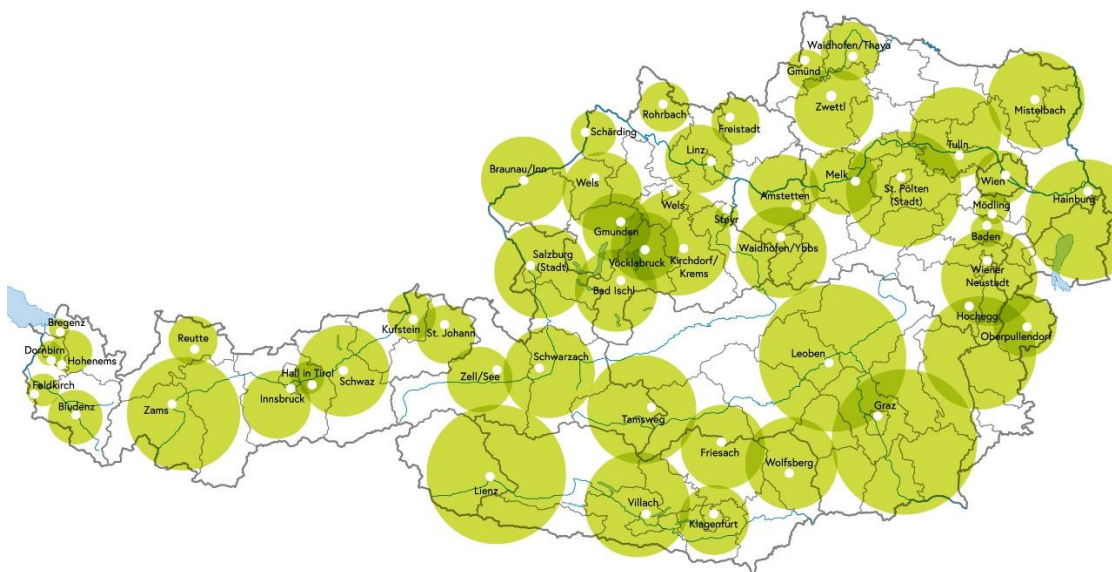 Waidhofen/Thaya
Gmünd
Zwettl
Mistelbach
Rohrbach
Freistadt
Schärding
Linz
Tulln
Braunau/Inn
Wels
Melk
St. Pölten
(Stadt)
Wien
Amstetten
Hainburg
Wels
Steyr
Mödling
Gmunden
Baden
Waidhofen/Ybbs
Salzburg
(Stadt)
Vöcklabruck
Kirchdorf/
Krems
Wiener
Neustadt
Bad Ischl
Hochegg
Kufstein
Bregenz
St. Johann
Oberpullendorf
Reutte
Dornbirn
Hohenems
Leoben
Schwarzach
Hall in Tirol
Zell/See
Schwaz
Feldkirch
Innsbruck
Zams
Bludenz
Graz
Tamsweg
Friesach
Wolfsberg
Lienz
Villach
Klagenfürt